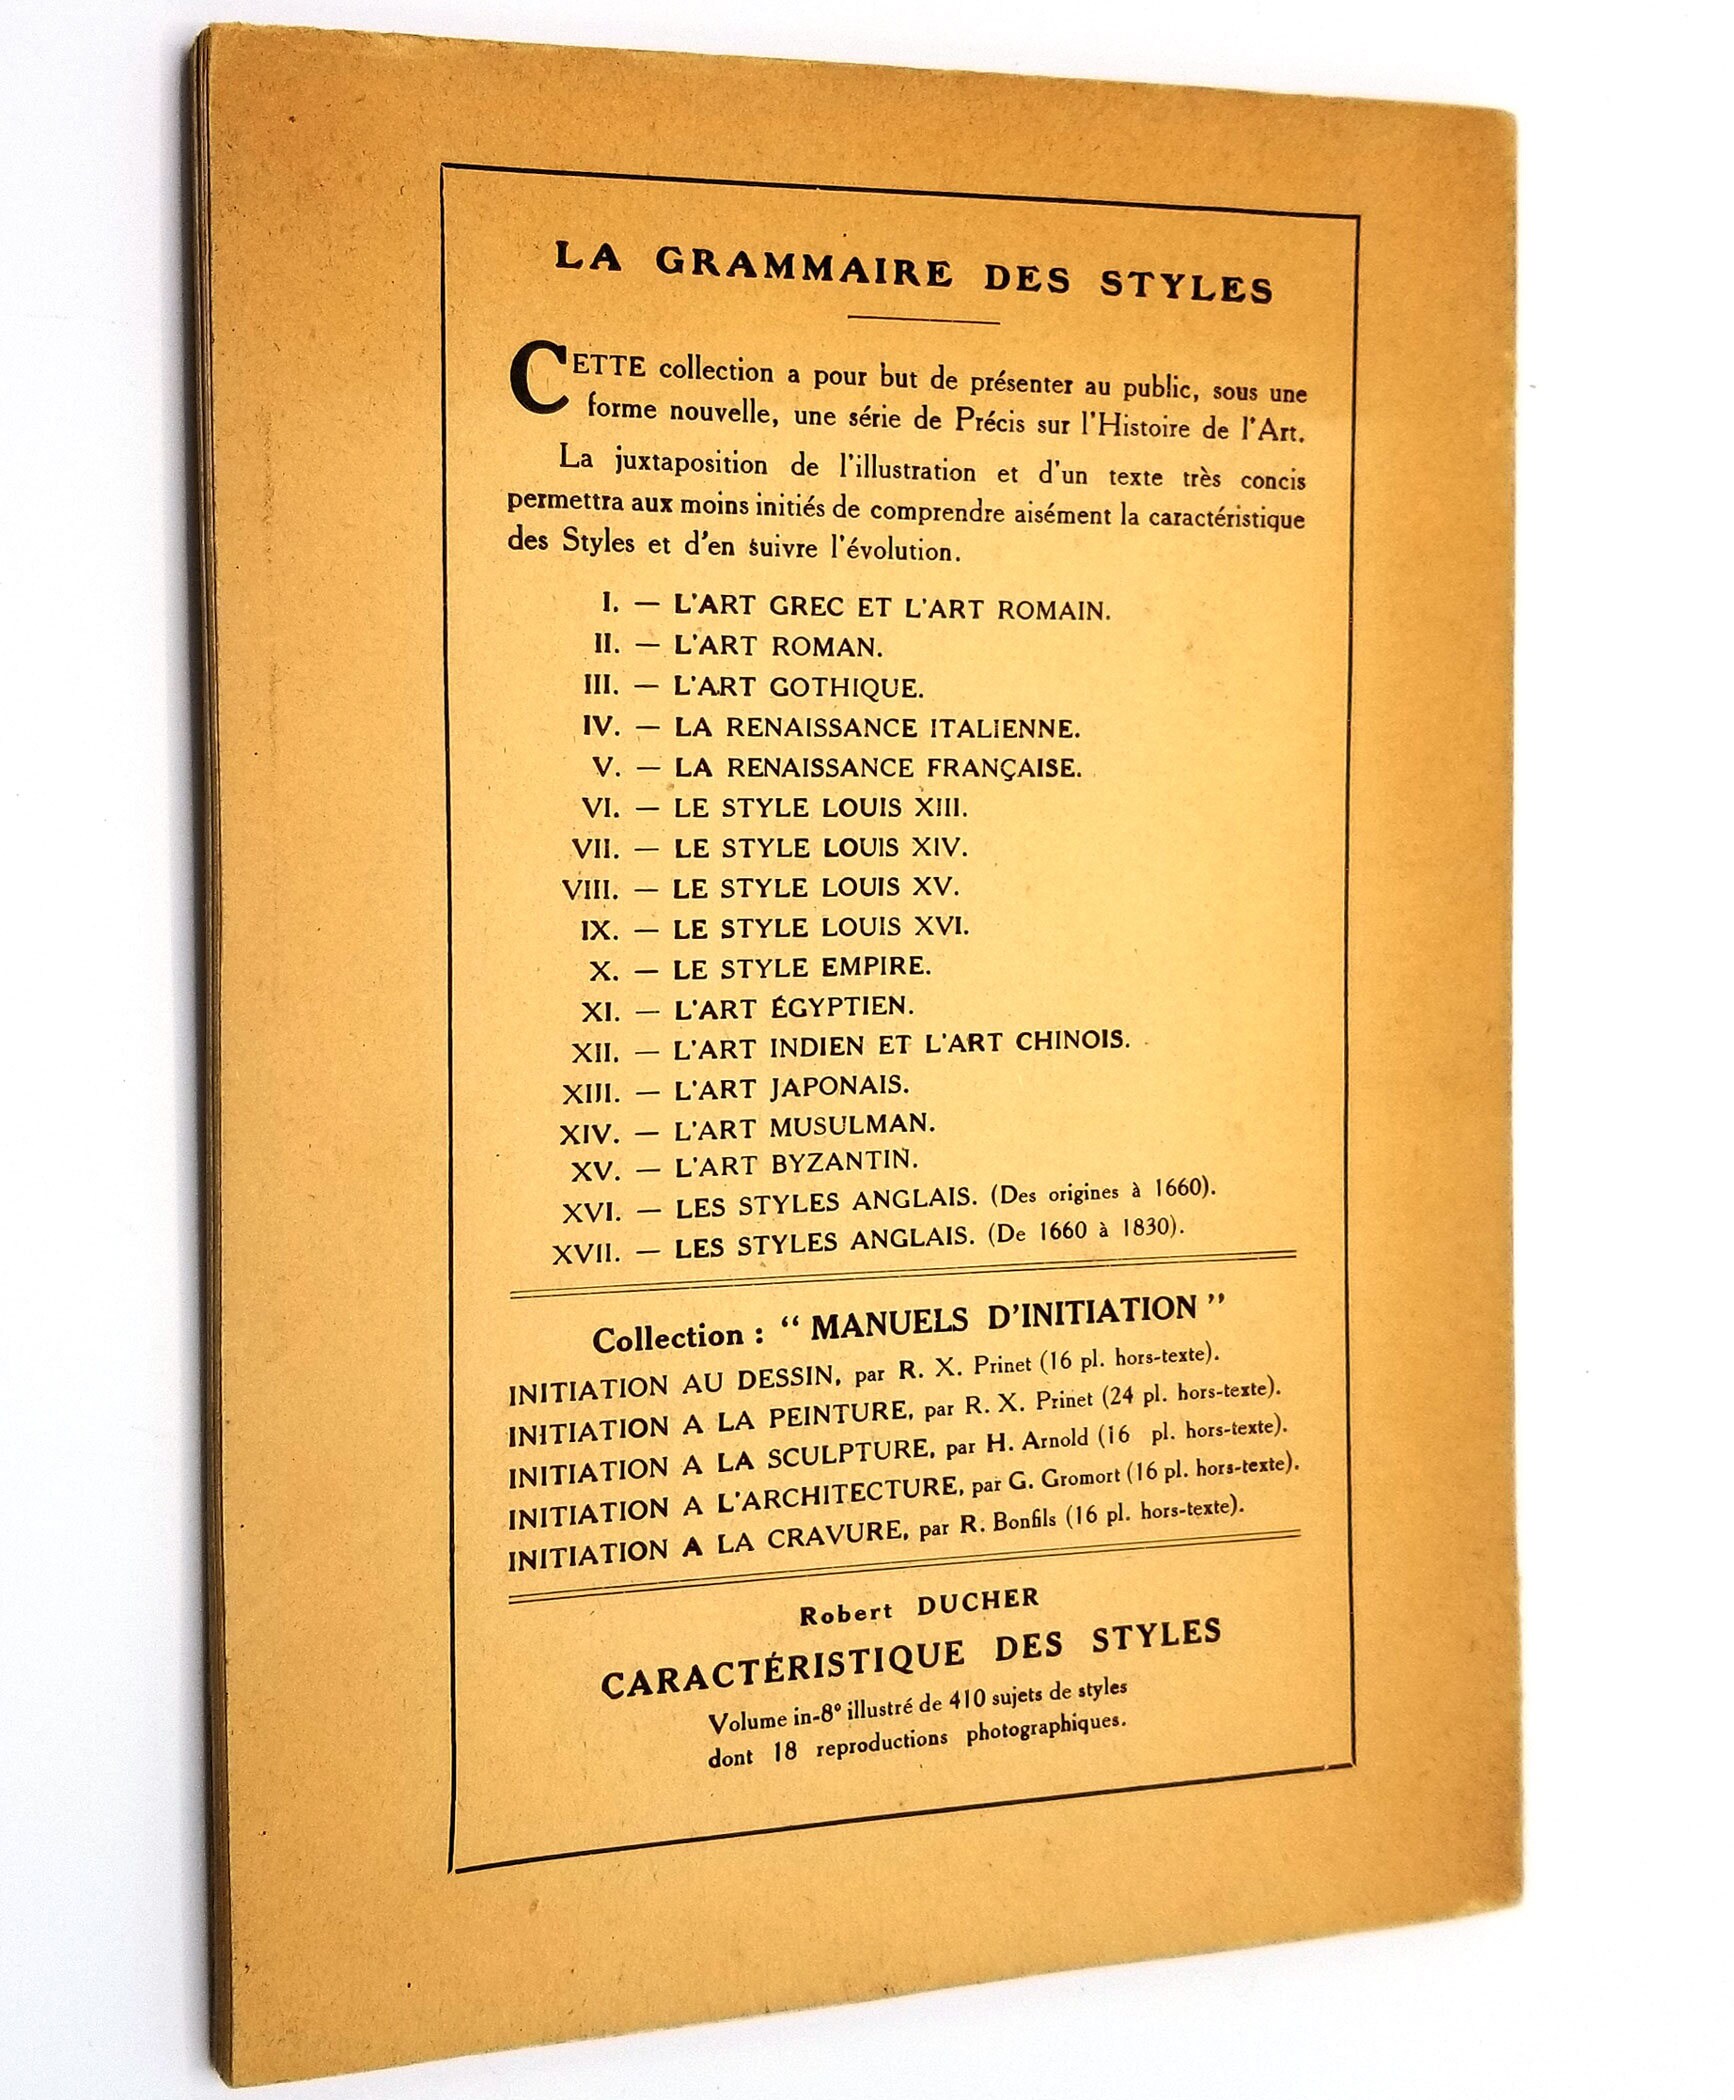 LA GRAMMAIRE DES STYLES
CETTE collection a pour but de présenter au public, sous une
forme nouvelle, une série de Précis sur l'Histoire de l'Art.
La juxtaposition de l'illustration et d'un texte très concis
permettra aux moins initiés de comprendre aisément la caractéristique
des Styles et d'en suivre l'évolution.
I. — L'ART GREC ET L'ART ROMAIN.
II. — L'ART ROMAN.
III. — L'ART GOTHIQUE.
IV. — LA RENAISSANCE ITALIENNE.
V. — LA RENAISSANCE FRANÇAISE.
VI. — LE STYLE LOUIS XIII.
VII. — LE STYLE LOUIS XIV.
VIII. — LE STYLE LOUIS XV.
IX. — LE STYLE LOUIS XVI.
X. — LE STYLE EMPIRE.
XI. — L'ART ÉGYPTIEN.
XII. — L'ART INDIEN ET L'ART CHINOIS.
XIII. — L'ART JAPONAIS.
XIV. — L'ART MUSULMAN.
XV. — L'ART BYZANTIN.
XVI. — LES STYLES ANGLAIS. (Des origines à 1660).
XVII. — LES STYLES ANGLAIS. (De 1660 à 1830).
Collection : “ MANUELS D'INITIATION ”
INITIATION AU DESSIN, par R. X. Prinet (16 pl. hors-texte).
INITIATION A LA PEINTURE, par R. X. Prinet (24 pl. hors-texte).
INITIATION A LA SCULPTURE, par H. Arnold (16 pl. hors-texte).
INITIATION A L'ARCHITECTURE, par G. Gromort (16 pl. hors-texte).
INITIATION A LA CRAVURE, par R. Bonfils (16 pl. hors-texte).
Robert DUCHER
CARACTÉRISTIQUE DES STYLES
Volume in-8° illustré de 410 sujets de styles
dont 18 reproductions photographiques.